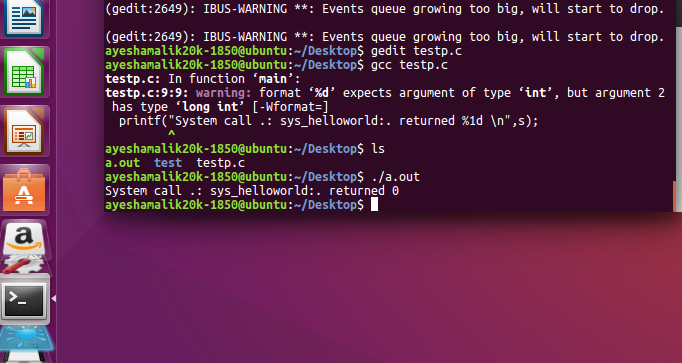 (gedit:2649): IBUS-WARNING **: Events queue growing too big, will start to drop.
(gedit:2649): IBUS-WARNING **: Events queue growing too big, will start to drop.
ayeshamalik20k-1850@ubuntu:~/Desktop$ gedit testp.c
ayeshamalik20k-1850@ubuntu:~/Desktop$ gcc testp.c
testp.c: In function ‘main’:
testp.c:9:9: warning: format ‘%d’ expects argument of type ‘int’, but argument 2
has type ‘long int’ [-Wformat=]
printf("System call .: sys_helloworld:. returned %1d \n",s);
^
ayeshamalik20k-1850@ubuntu:~/Desktop$ ls
a.out test testp.c
ayeshamalik20k-1850@ubuntu:~/Desktop$ ./a.out
System call .: sys_helloworld:. returned 0
ayeshamalik20k-1850@ubuntu:~/Desktop$